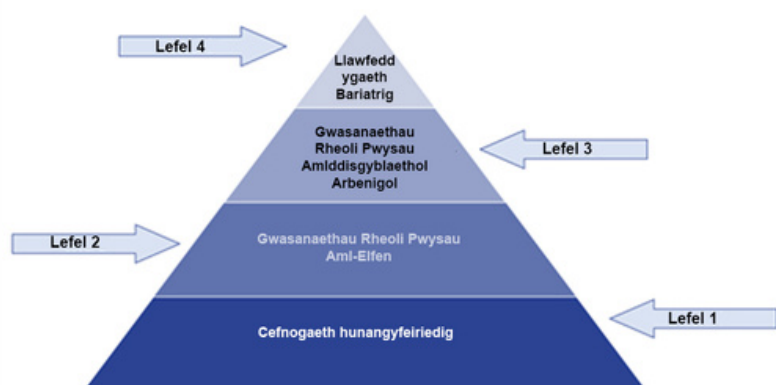 Lefel 4
Llawfedd
ygaeth
Bariatrig
Gwasanaethau
Rheoli Pwysau
Amlddisgyblaethol
Arbenigol
Lefel 3
Lefel 2
Gwasanaethau Rheoli Pwysau
Aml-Elfen
Lefel 1
Cefnogaeth hunangyfeiriedig